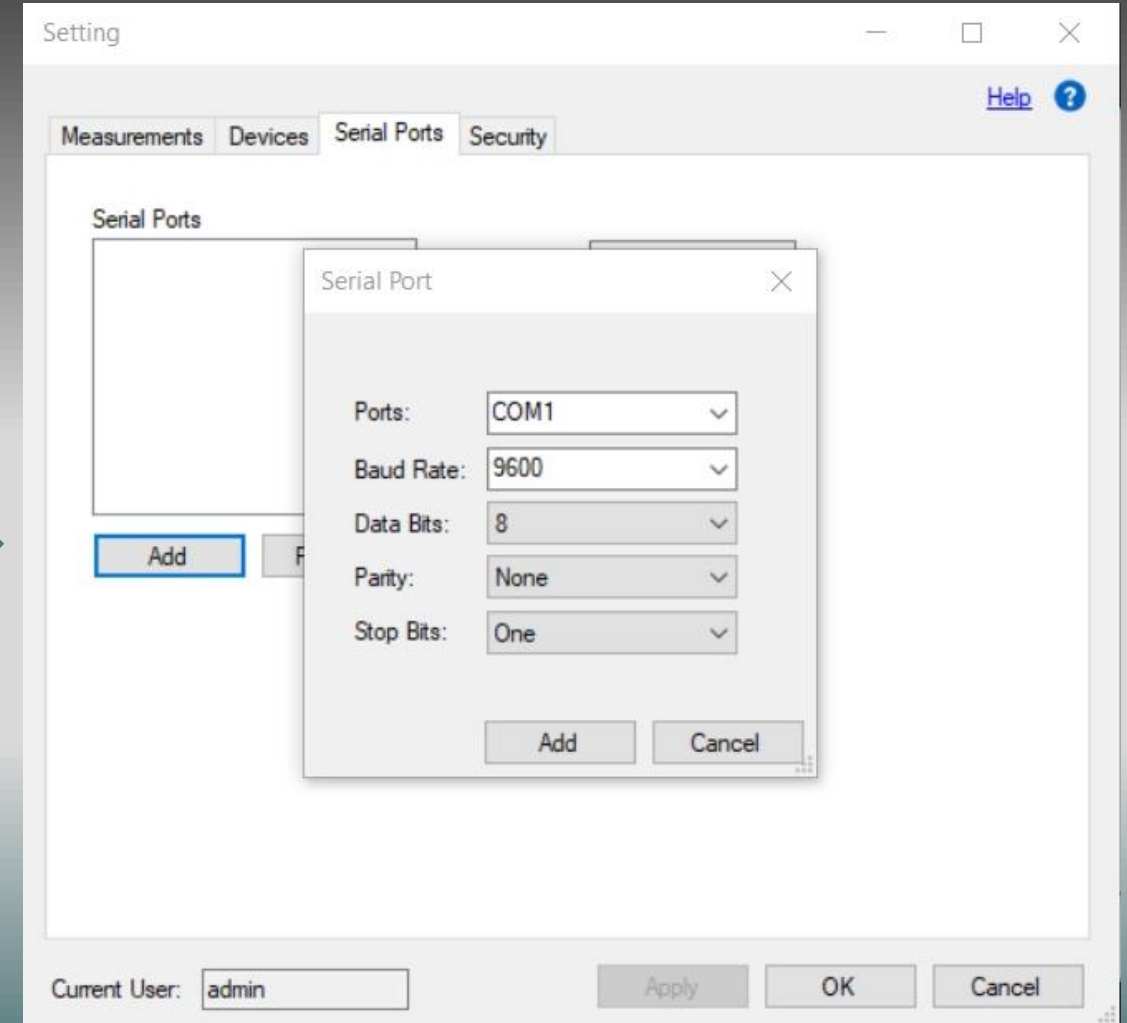 Setting
Help ?
Measurements Devices Serial Ports Security
Serial Ports
Serial Port
Ports: COM1
Baud Rate: 9600
Data Bits: 8
Parity: None
Stop Bits: One
Add
Add Cancel
Current User: admin Apply OK Cancel